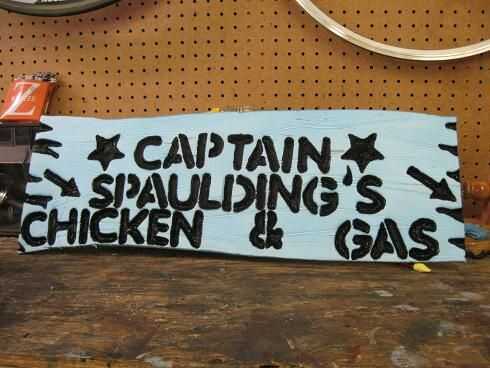 CAPTAIN
SPAULDING'S
CHICKEN & GAS